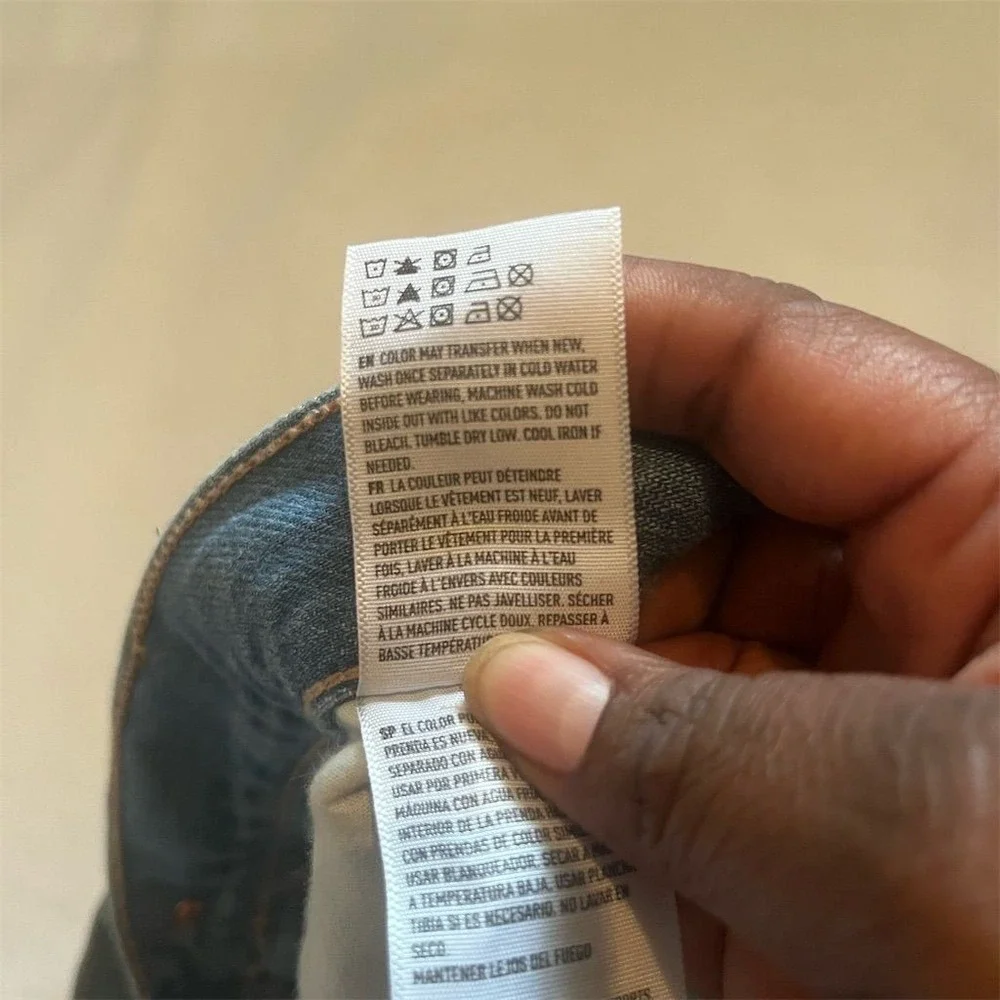 EN COLOR MAY TRANSFER WHEN NEW,
WASH ONCE SEPARATELY IN COLD WATER
BEFORE WEARING, MACHINE WASH COLD
INSIDE OUT WITH LIKE COLORS. DO NOT
BLEACH. TUMBLE DRY LOW. COOL IRON IF
NEEDED.
FR LA COULEUR PEUT DÉTEINDRE
LORSQUE LE VÊTEMENT EST NEUF, LAVER
SÉPARÉMENT À L'EAU FROIDE AVANT DE
PORTER LE VÊTEMENT POUR LA PREMIÈRE
FOIS, LAVER À LA MACHINE À L'EAU
FROIDE À L'ENVERS AVEC COULEURS
SIMILAIRES. NE PAS JAVELLISER. SÉCHER
À LA MACHINE CYCLE DOUX. REPASSER À
BASSE
SP EL COLOR
PRENDA ES
SEPARADO CON
USAR POR PRIMERA
MÁQUINA CON AGUA
INTERIOR DE LA PRENDA
CON PRENDAS DE COLOR
USAR BLANQUEADOR, SECAR A
A TEMPERATURA BAJA. USAR
TIBIA SI ES NECESARIO. NO LAVAR EN
SECO
MANTENER LEJOS DEL FUEGO